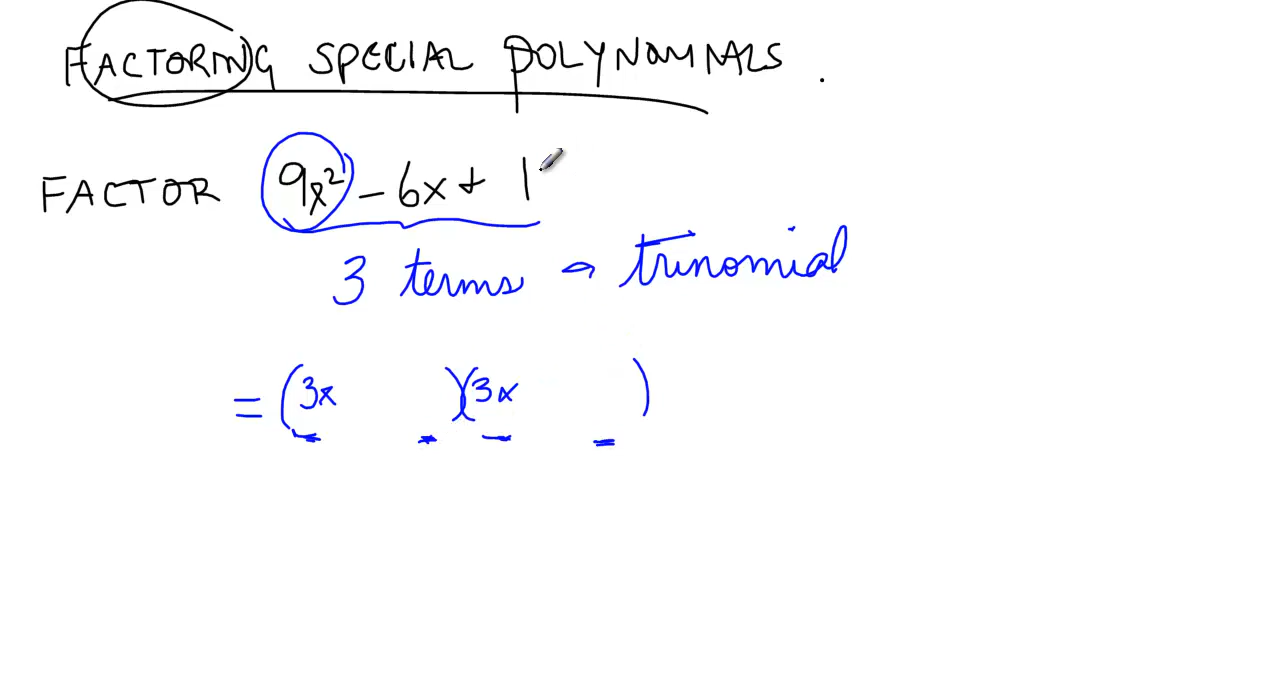 FACTORING SPECIAL POLYNOMIALS .
FACTOR 9x² - 6x + 1
3 terms → trinomial
= (3x )(3x )